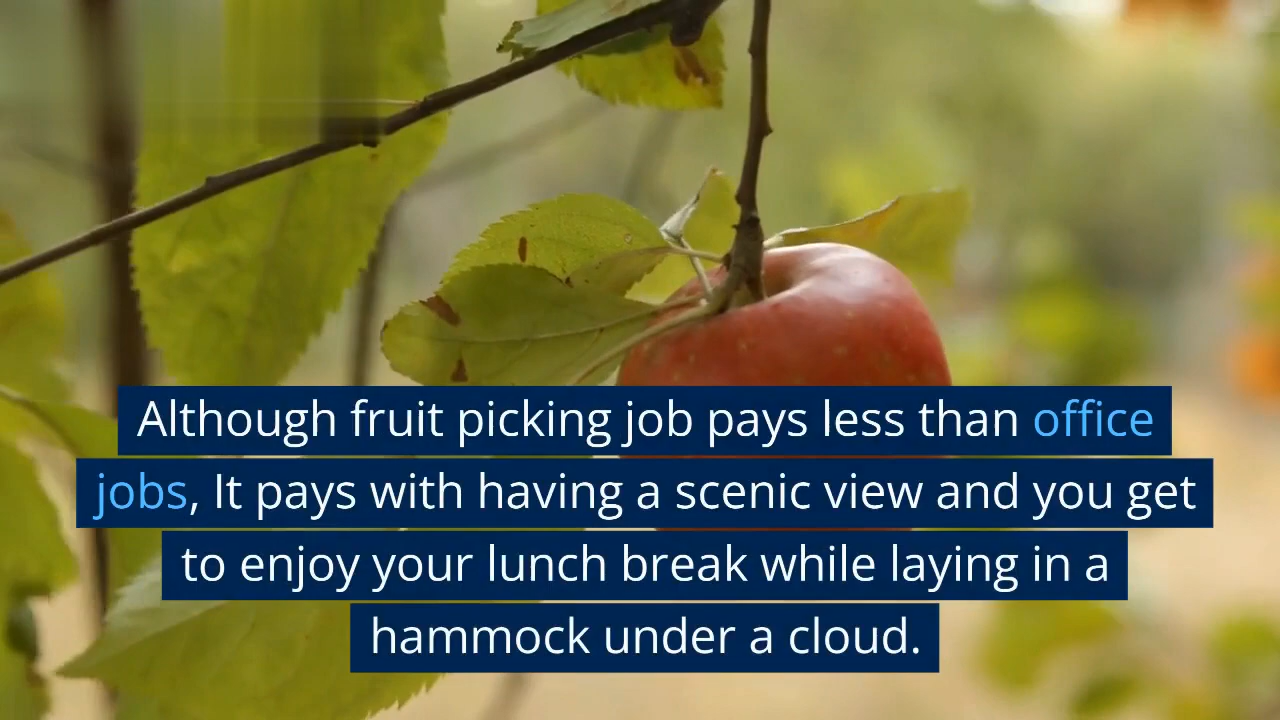 Although fruit picking job pays less than office
jobs, It pays with having a scenic view and you get
to enjoy your lunch break while laying in a
hammock under a cloud.